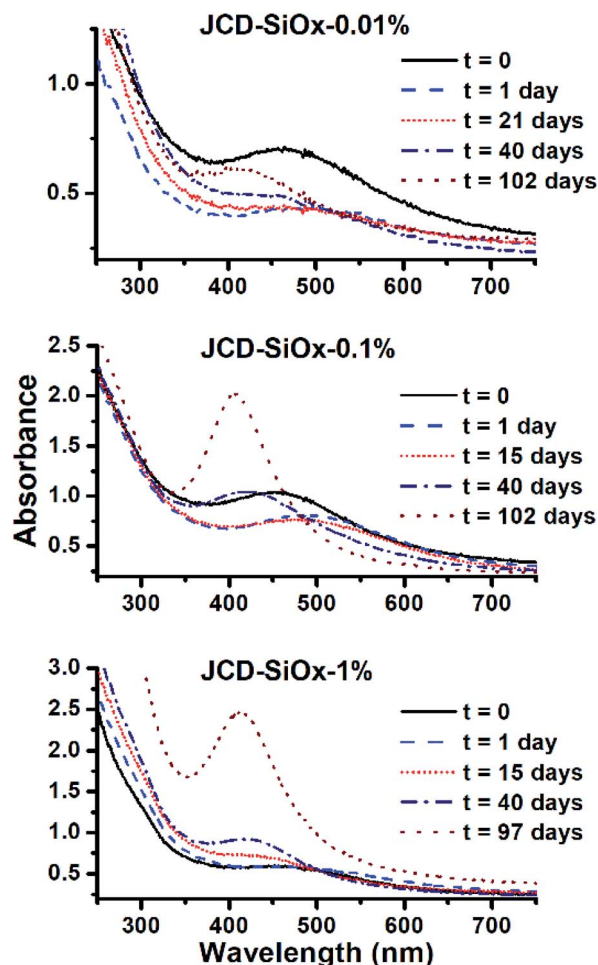 JCD-SiOx-0.01%
t = 0
t = 1 day
t = 21 days
t = 40 days
t = 102 days
1.0
0.5
300 400 500 600 700
JCD-SiOx-0.1%
2.5
2.0
1.5
1.0
0.5
t = 0
t = 1 day
t = 15 days
t = 40 days
t = 102 days
300 400 500 600 700
Absorbance
JCD-SiOx-1%
3.0
2.5
2.0
1.5
1.0
0.5
t = 0
t = 1 day
t = 15 days
t = 40 days
t = 97 days
300 400 500 600 700
Wavelength (nm)